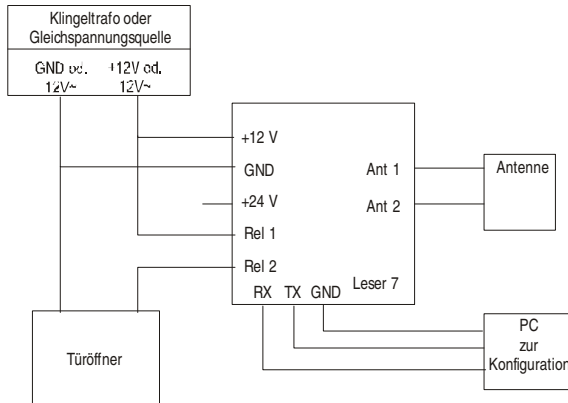 Klingeltrafo oder
Gleichspannungsquelle
GND od. +12V od.
12V~ 12V~
+12 V
GND
+24 V
Rel 1
Rel 2
Ant 1
Ant 2
Leser 7
RX TX GND
Antenne
Türöffner
PC
zur
Konfiguration